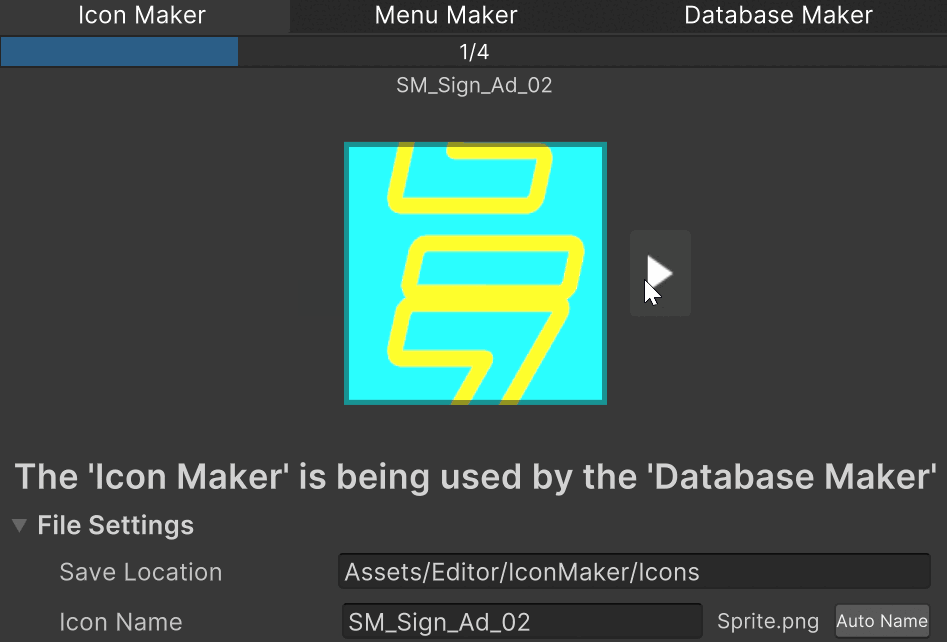 Icon Maker Menu Maker Database Maker
1/4
SM_Sign_Ad_02
The 'Icon Maker' is being used by the 'Database Maker'
File Settings
Save Location Assets/Editor/IconMaker/Icons
Icon Name SM_Sign_Ad_02 Sprite.png Auto Name